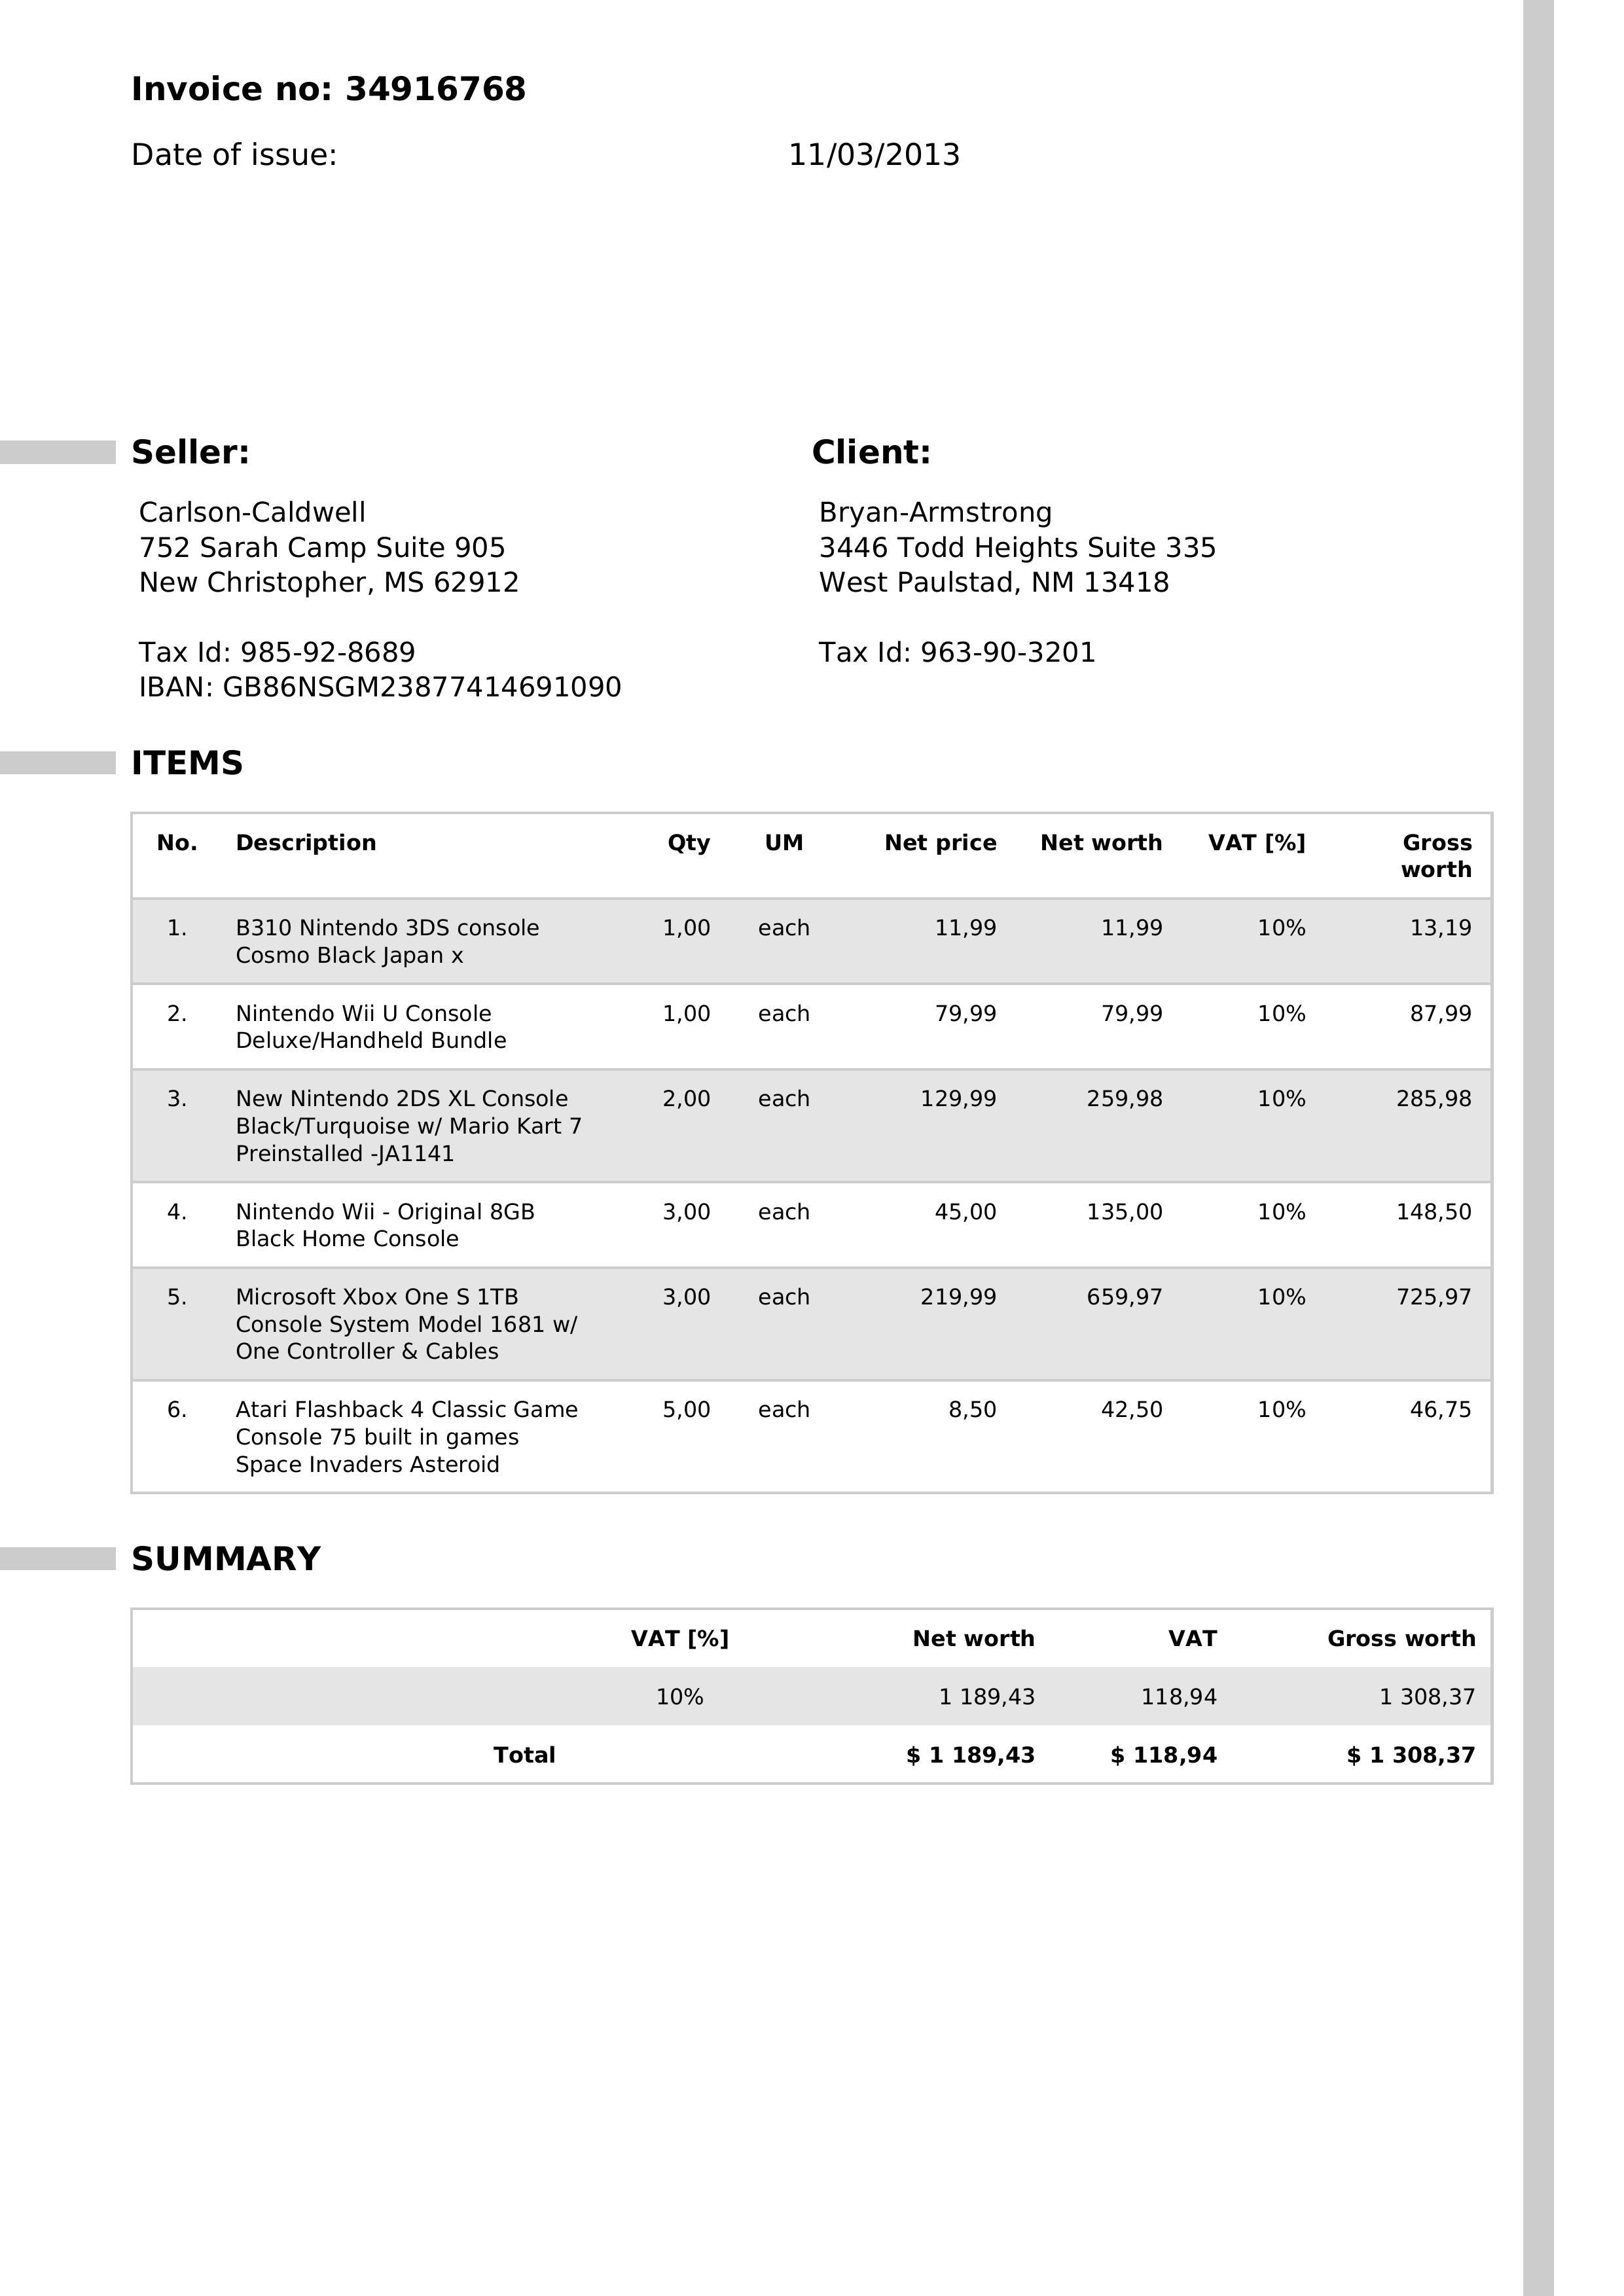 Invoice no: 34916768
Date of issue: 11/03/2013
Seller: Client:
Carlson-Caldwell Bryan-Armstrong
752 Sarah Camp Suite 905 3446 Todd Heights Suite 335
New Christopher, MS 62912 West Paulstad, NM 13418
Tax Id: 985-92-8689 Tax Id: 963-90-3201
IBAN: GB86NSGM23877414691090
ITEMS
No. Description Qty UM Net price Net worth VAT [%] Gross
worth
1. B310 Nintendo 3DS console 1,00 each 11,99 11,99 10% 13,19
Cosmo Black Japan x
2. Nintendo Wii U Console 1,00 each 79,99 79,99 10% 87,99
Deluxe/Handheld Bundle
3. New Nintendo 2DS XL Console 2,00 each 129,99 259,98 10% 285,98
Black/Turquoise w/ Mario Kart 7
Preinstalled -JA1141
4. Nintendo Wii - Original 8GB 3,00 each 45,00 135,00 10% 148,50
Black Home Console
5. Microsoft Xbox One S 1TB 3,00 each 219,99 659,97 10% 725,97
Console System Model 1681 w/
One Controller & Cables
6. Atari Flashback 4 Classic Game 5,00 each 8,50 42,50 10% 46,75
Console 75 built in games
Space Invaders Asteroid
SUMMARY
VAT [%] Net worth VAT Gross worth
10% 1 189,43 118,94 1 308,37
Total $ 1 189,43 $ 118,94 $ 1 308,37